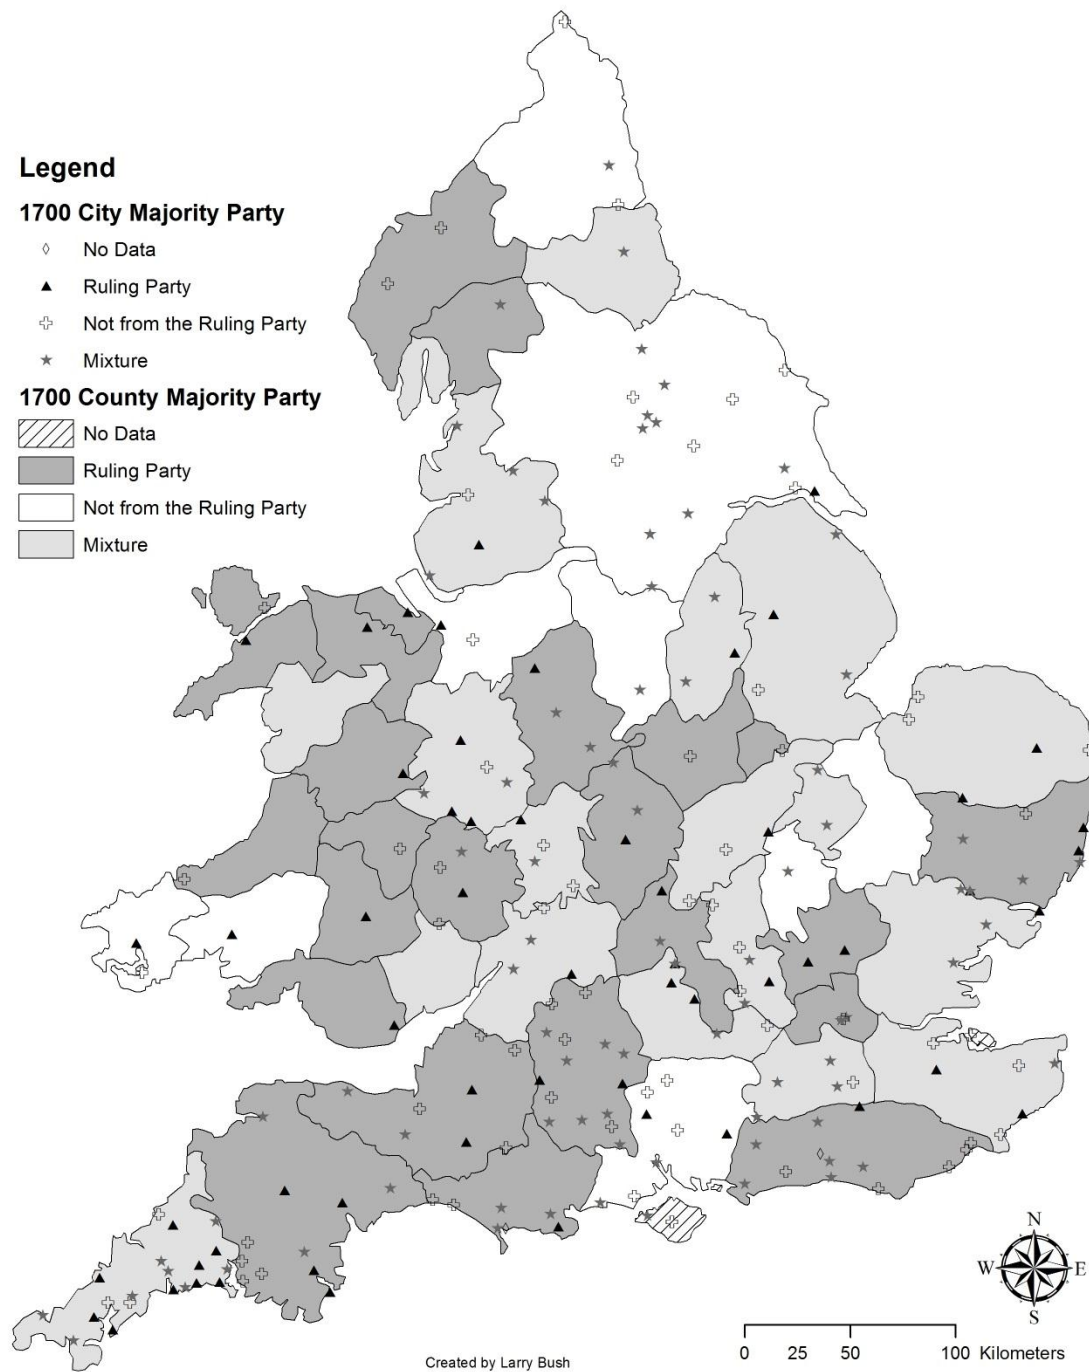 Legend
1700 City Majority Party
No Data
Ruling Party
Not from the Ruling Party
Mixture
1700 County Majority Party
No Data
Ruling Party
Not from the Ruling Party
Mixture
N
W E
S
0 25 50 100 Kilometers
Created by Larry Bush